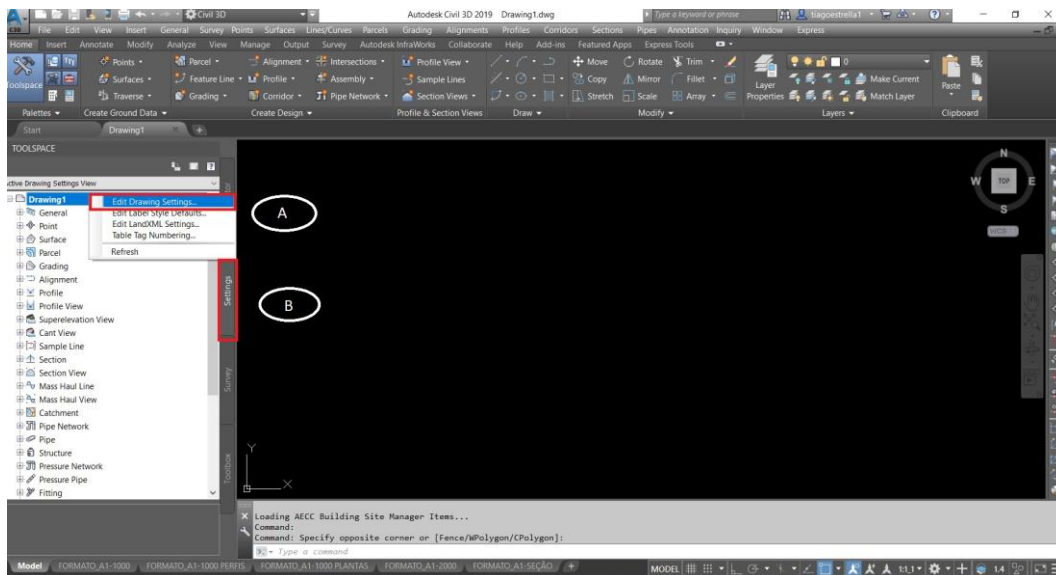 Civil 3D
Autodesk Civil 3D 2019 Drawing1.dwg
Type a keyword or phrase
tiagoestrella1
File Edit View Insert General Survey Points Surfaces Lines/Curves Parcels Grading Alignments Profiles Corridors Sections Pipes Annotation Inquiry Window Express
Home Insert Annotate Modify Analyze View Manage Output Survey Autodesk InfraWorks Collaborate Help Add-ins Featured Apps Express Tools
Points Parcel Alignment Intersections Profile View Move Rotate Trim 0
Toolspace Surfaces Feature Line Profile Assembly Sample Lines Copy Mirror Fillet Layer Properties Make Current Paste
Traverse Grading Corridor Pipe Network Section Views Stretch Scale Array Match Layer
Palettes Create Ground Data Create Design Profile & Section Views Draw Modify Layers Clipboard
Start Drawing1
TOOLSPACE
Active Drawing Settings View
Drawing1
General
Point
Surface
Parcel
Grading
Alignment
Profile
Profile View
Superelevation View
Cant View
Sample Line
Section
Section View
Mass Haul Line
Mass Haul View
Catchment
Pipe Network
Pipe
Structure
Pressure Network
Pressure Pipe
Fitting
Edit Drawing Settings...
Edit Label Style Defaults...
Edit LandXML Settings...
Table Tag Numbering...
Refresh
Settings
Survey
Toolbox
A
B
N
W TOP E
S
WCS
Y
X
Loading AECC Building Site Manager Items...
Command:
Command: Specify opposite corner or [Fence/WPolygon/CPolygon]:
Type a command
Model FORMATO_A1-1000 FORMATO_A1-1000 PERFIS FORMATO_A1-1000 PLANTAS FORMATO_A1-2000 FORMATO_A1-SEÇÃO
MODEL 1:1,1 1.4